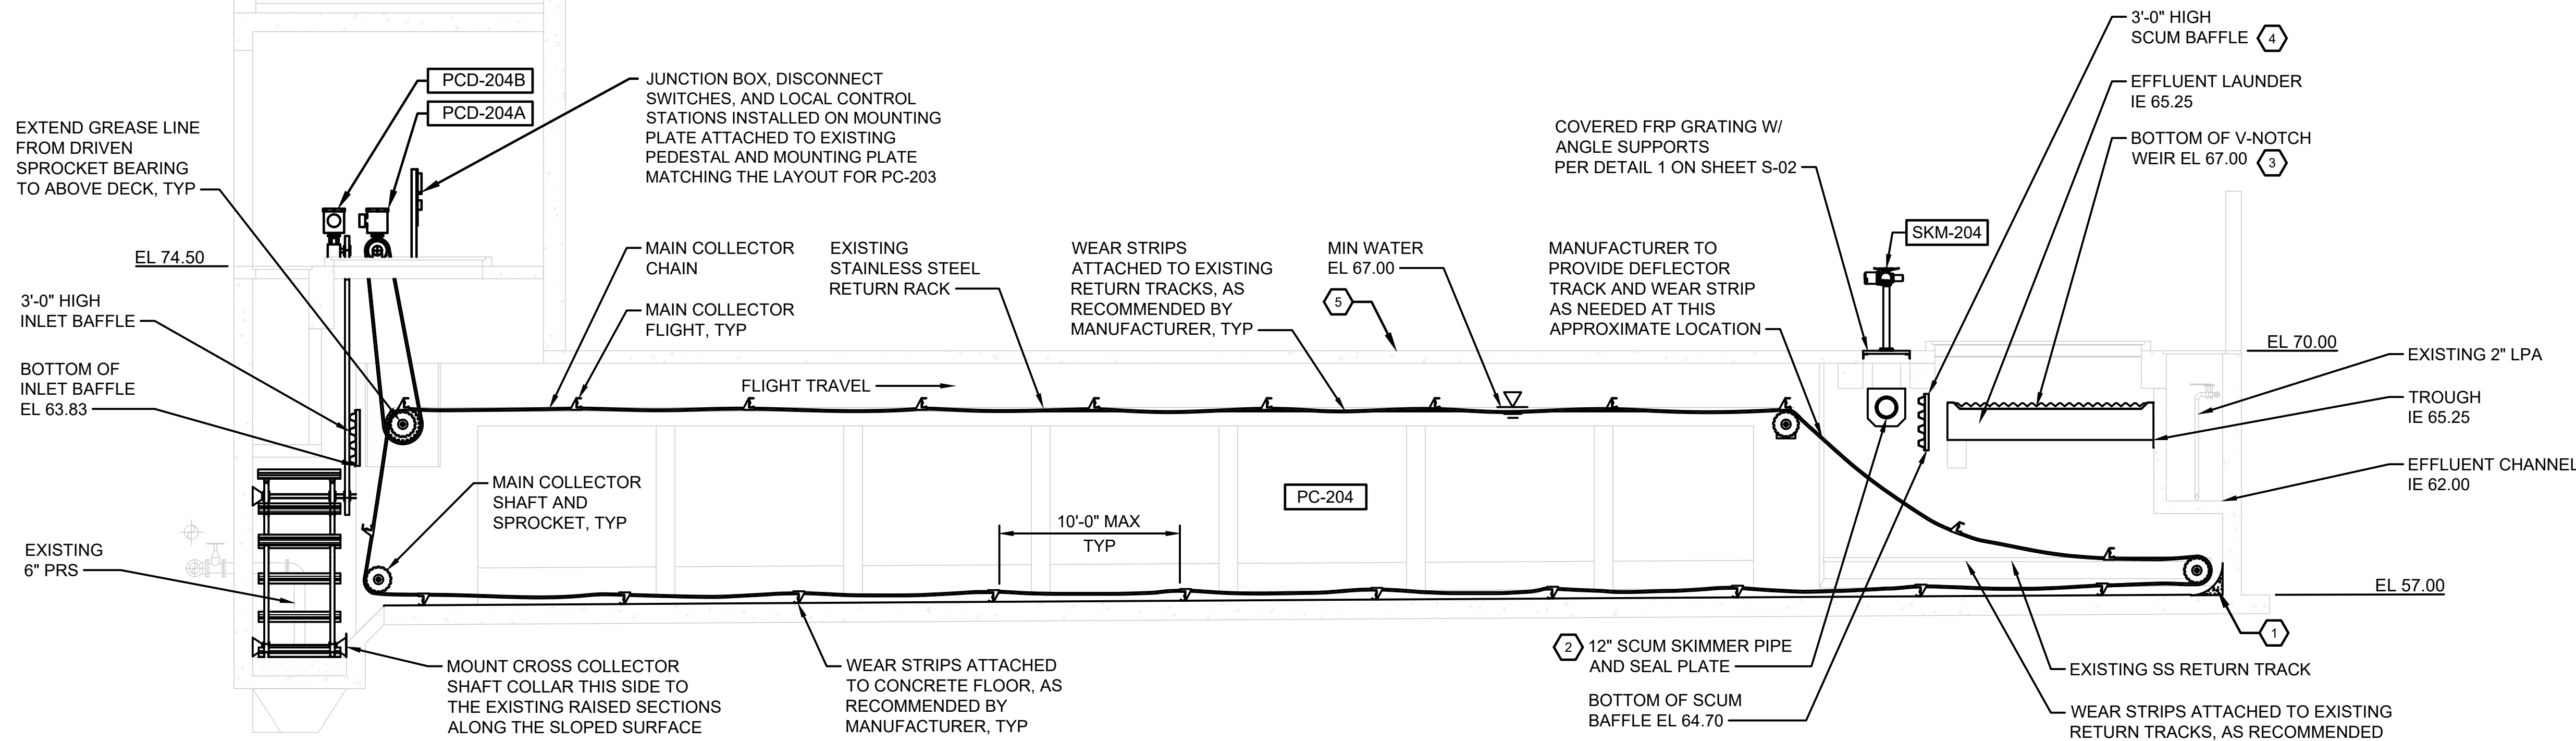 PCD-204B
PCD-204A
JUNCTION BOX, DISCONNECT
SWITCHES, AND LOCAL CONTROL
STATIONS INSTALLED ON MOUNTING
PLATE ATTACHED TO EXISTING
PEDESTAL AND MOUNTING PLATE
MATCHING THE LAYOUT FOR PC-203
EXTEND GREASE LINE
FROM DRIVEN
SPROCKET BEARING
TO ABOVE DECK, TYP
EL 74.50
3'-0" HIGH
INLET BAFFLE
BOTTOM OF
INLET BAFFLE
EL 63.83
EXISTING
6" PRS
MAIN COLLECTOR
CHAIN
MAIN COLLECTOR
FLIGHT, TYP
EXISTING
STAINLESS STEEL
RETURN RACK
WEAR STRIPS
ATTACHED TO EXISTING
RETURN TRACKS, AS
RECOMMENDED BY
MANUFACTURER, TYP
MIN WATER
EL 67.00
5
MANUFACTURER TO
PROVIDE DEFLECTOR
TRACK AND WEAR STRIP
AS NEEDED AT THIS
APPROXIMATE LOCATION
COVERED FRP GRATING W/
ANGLE SUPPORTS
PER DETAIL 1 ON SHEET S-02
SKM-204
3'-0" HIGH
SCUM BAFFLE 4
EFFLUENT LAUNDER
IE 65.25
BOTTOM OF V-NOTCH
WEIR EL 67.00 3
EL 70.00
EXISTING 2" LPA
TROUGH
IE 65.25
EFFLUENT CHANNEL
IE 62.00
EL 57.00
1
FLIGHT TRAVEL
MAIN COLLECTOR
SHAFT AND
SPROCKET, TYP
10'-0" MAX
TYP
PC-204
MOUNT CROSS COLLECTOR
SHAFT COLLAR THIS SIDE TO
THE EXISTING RAISED SECTIONS
ALONG THE SLOPED SURFACE
WEAR STRIPS ATTACHED
TO CONCRETE FLOOR, AS
RECOMMENDED BY
MANUFACTURER, TYP
2 12" SCUM SKIMMER PIPE
AND SEAL PLATE
BOTTOM OF SCUM
BAFFLE EL 64.70
EXISTING SS RETURN TRACK
WEAR STRIPS ATTACHED TO EXISTING
RETURN TRACKS, AS RECOMMENDED